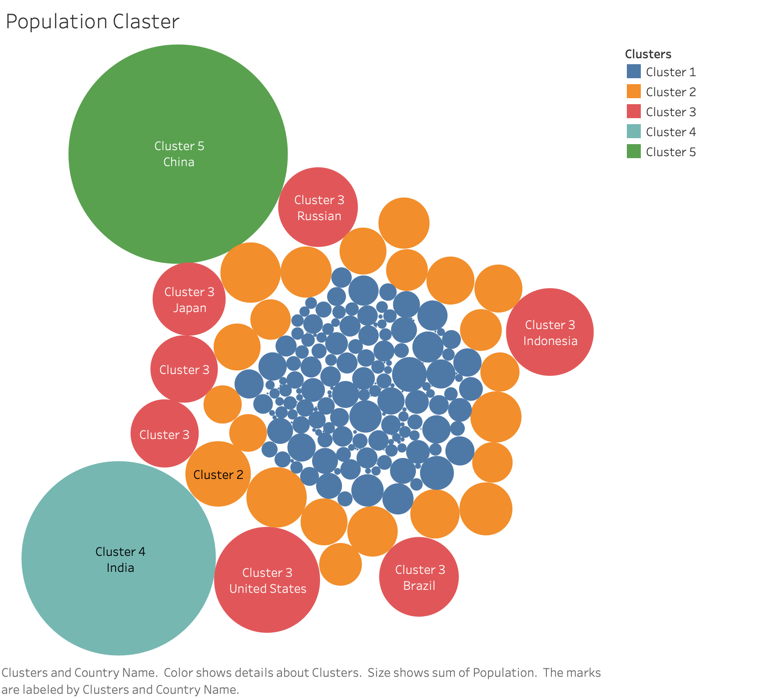 Population Claster
Clusters
Cluster 1
Cluster 2
Cluster 3
Cluster 4
Cluster 5
Cluster 5
China
Cluster 3
Russian
Cluster 3
Japan
Cluster 3
Indonesia
Cluster 3
Cluster 3
Cluster 2
Cluster 4
India
Cluster 3
United States
Cluster 3
Brazil
Clusters and Country Name.  Color shows details about Clusters.  Size shows sum of Population.  The marks
are labeled by Clusters and Country Name.